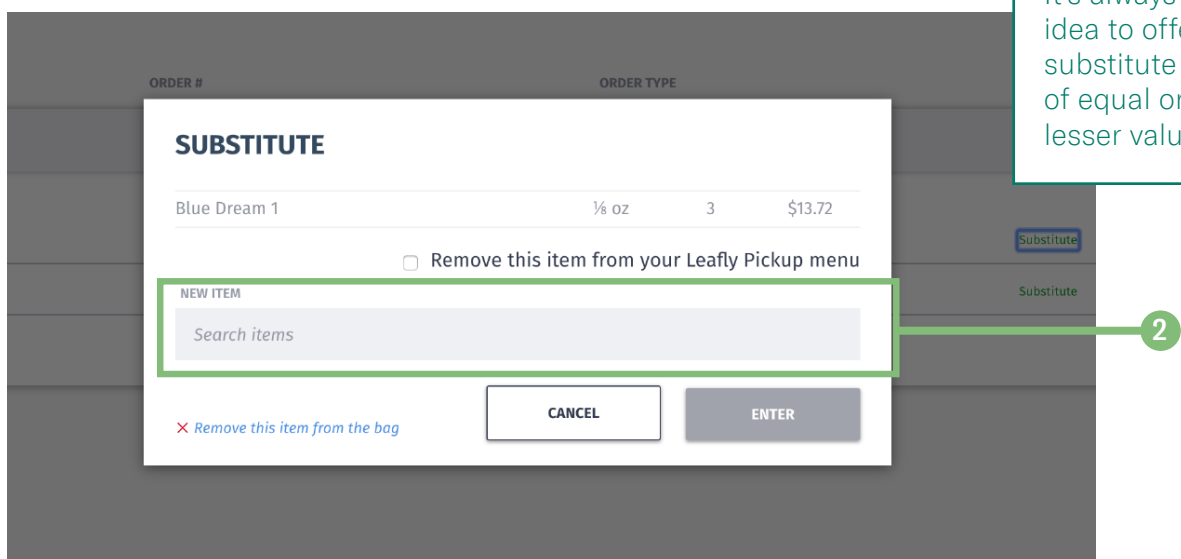 idea to
substitute
of equal
lesser
ORDER # ORDER TYPE
SUBSTITUTE
Blue Dream 1 ⅛ oz 3 $13.72
Substitute
Remove this item from your Leafly Pickup menu
NEW ITEM
Substitute
Search items
2
CANCEL ENTER
× Remove this item from the bag